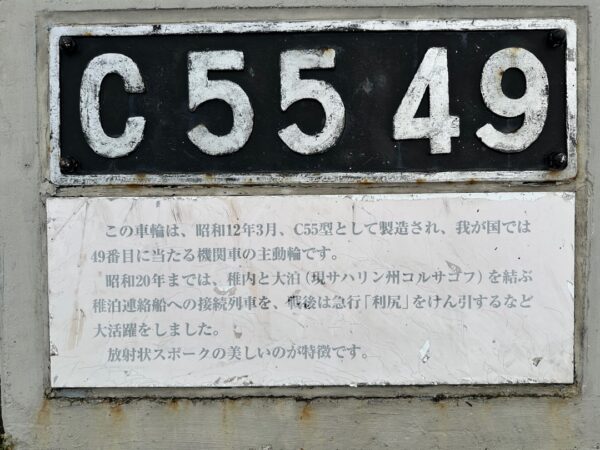 C55 49
この車輪は、昭和12年3月、C55型として製造され、我が国では
49番目に当たる機関車の主動輪です。
昭和20年までは、稚内と大泊(現サハリン州コルサコフ)を結ぶ
稚泊連絡船への接続列車を、戦後は急行「利尻」をけん引するなど
大活躍をしました。
放射状スポークの美しいのが特徴です。